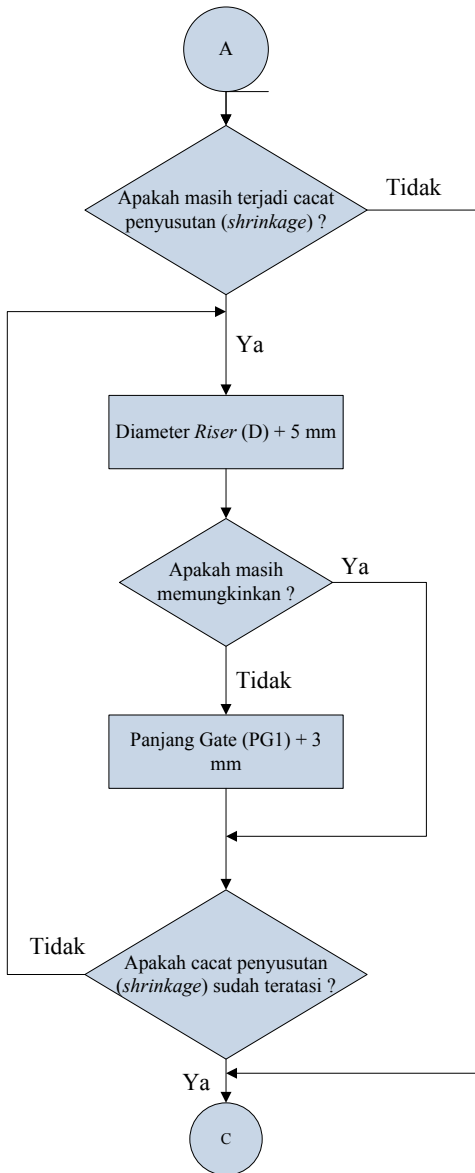 A
Apakah masih terjadi cacat
penyusutan (shrinkage) ?
Tidak
Ya
Diameter Riser (D) + 5 mm
Apakah masih
memungkinkan ?
Ya
Tidak
Panjang Gate (PG1) + 3
mm
Tidak
Apakah cacat penyusutan
(shrinkage) sudah teratasi ?
Ya
C